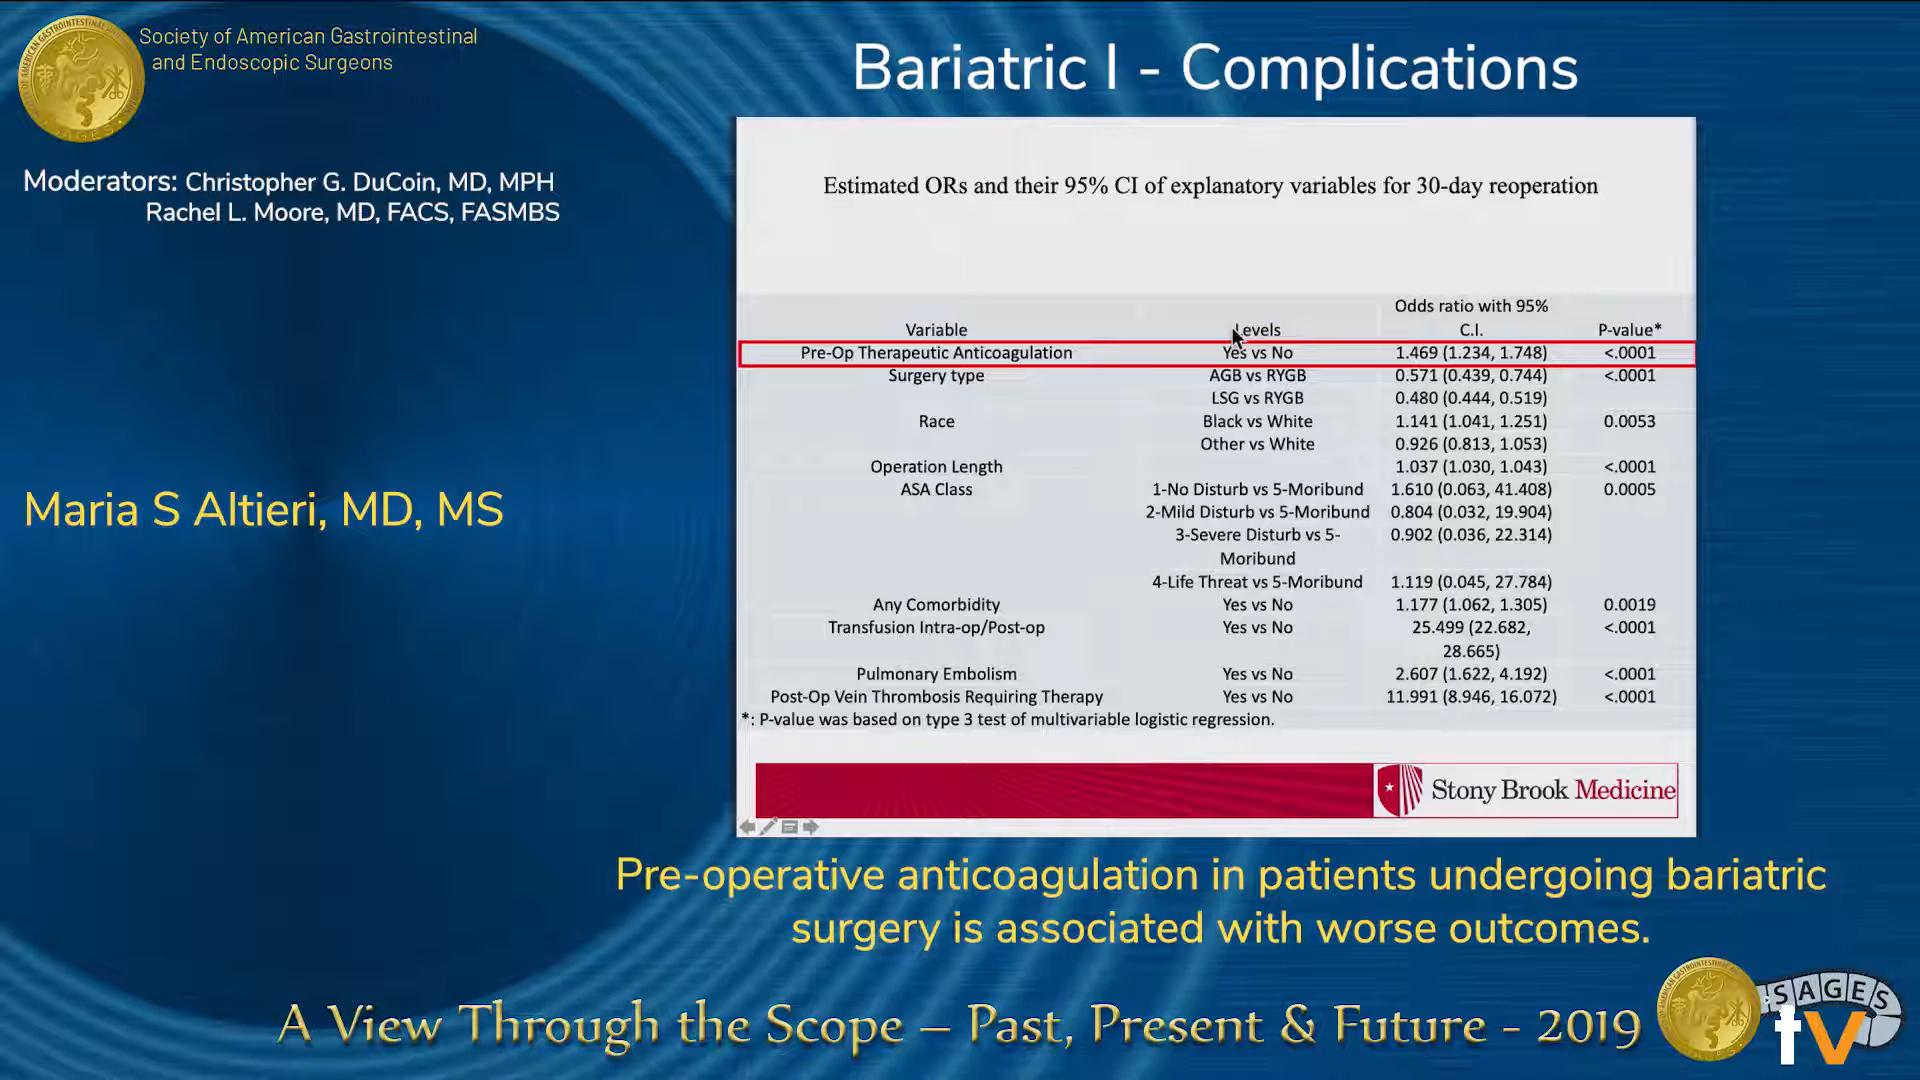 Society of American Gastrointestinal
and Endoscopic Surgeons
Bariatric I - Complications
Moderators: Christopher G. DuCoin, MD, MPH
Rachel L. Moore, MD, FACS, FASMBS
Maria S Altieri, MD, MS
Estimated ORs and their 95% CI of explanatory variables for 30-day reoperation
Odds ratio with 95%
Variable Levels C.I. P-value*
Pre-Op Therapeutic Anticoagulation Yes vs No 1.469 (1.234, 1.748) <.0001
Surgery type AGB vs RYGB 0.571 (0.439, 0.744) <.0001
LSG vs RYGB 0.480 (0.444, 0.519)
Race Black vs White 1.141 (1.041, 1.251) 0.0053
Other vs White 0.926 (0.813, 1.053)
Operation Length 1.037 (1.030, 1.043) <.0001
ASA Class 1-No Disturb vs 5-Moribund 1.610 (0.063, 41.408) 0.0005
2-Mild Disturb vs 5-Moribund 0.804 (0.032, 19.904)
3-Severe Disturb vs 5- 0.902 (0.036, 22.314)
Moribund
4-Life Threat vs 5-Moribund 1.119 (0.045, 27.784)
Any Comorbidity Yes vs No 1.177 (1.062, 1.305) 0.0019
Transfusion Intra-op/Post-op Yes vs No 25.499 (22.682, <.0001
28.665)
Pulmonary Embolism Yes vs No 2.607 (1.622, 4.192) <.0001
Post-Op Vein Thrombosis Requiring Therapy Yes vs No 11.991 (8.946, 16.072) <.0001
*: P-value was based on type 3 test of multivariable logistic regression.
Stony Brook Medicine
Pre-operative anticoagulation in patients undergoing bariatric
surgery is associated with worse outcomes.
A View Through the Scope – Past, Present & Future - 2019
SAGES
tv